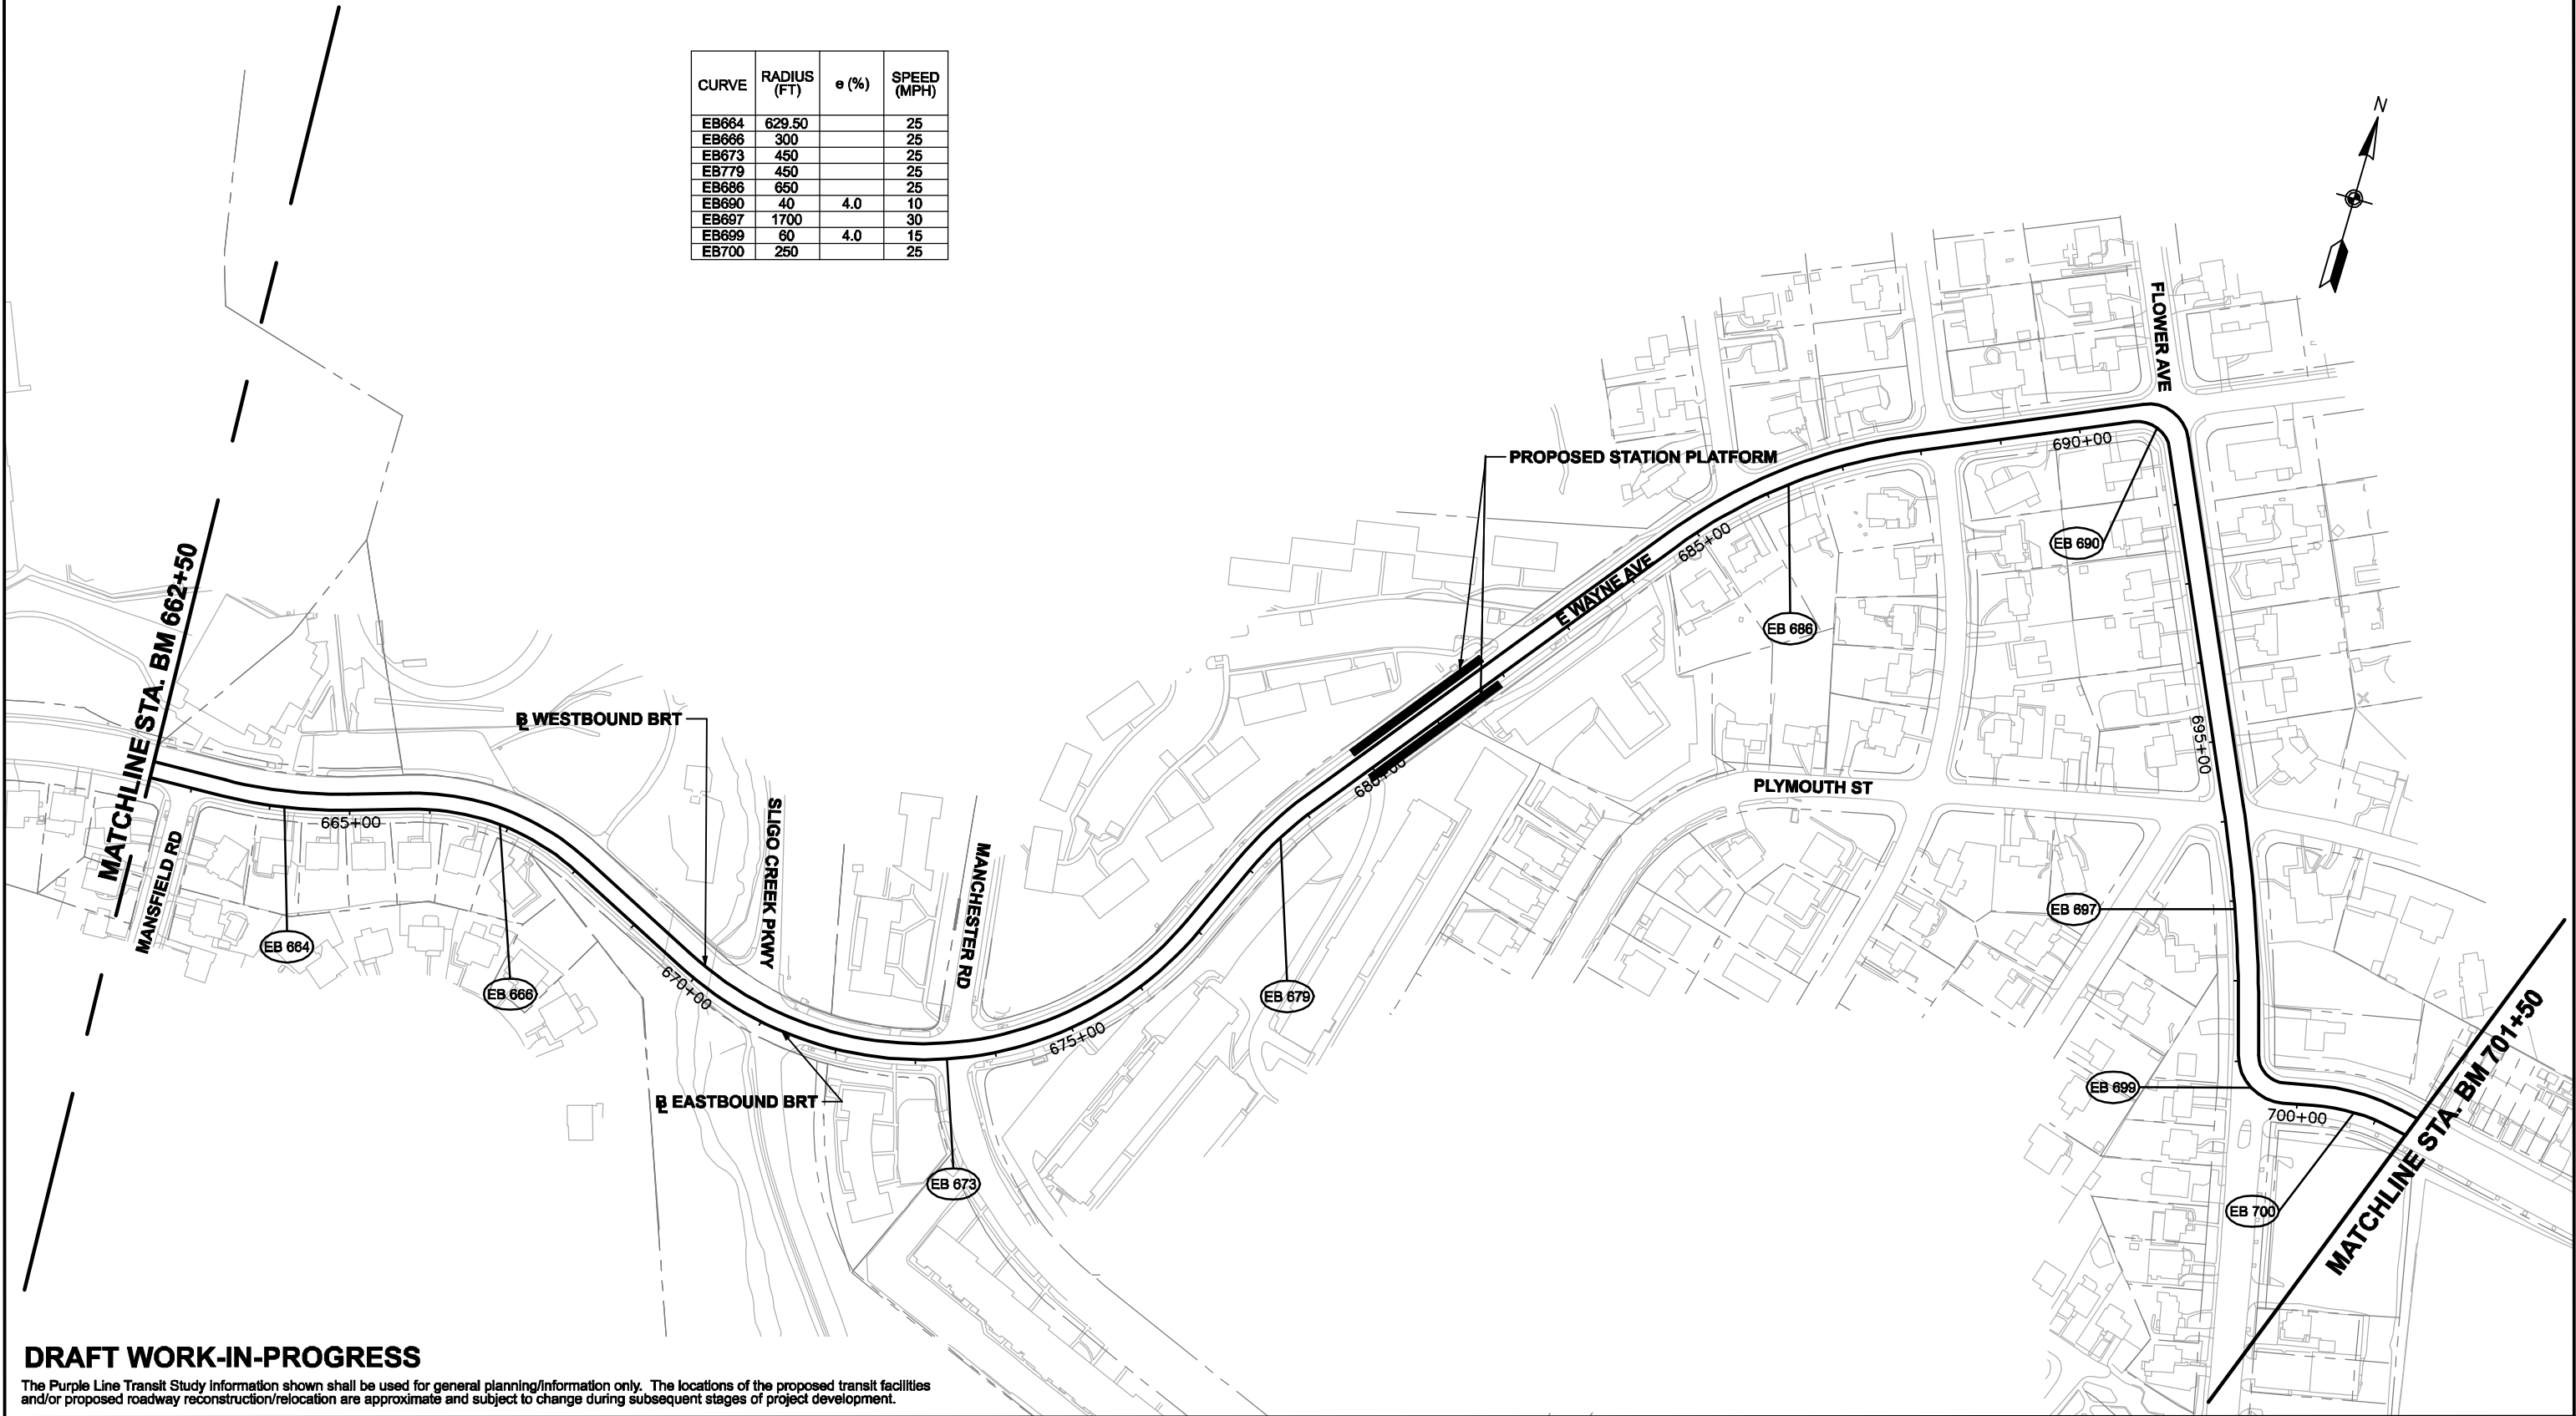 CURVE RADIUS (FT) e (%) SPEED (MPH)
EB664 629.50 25
EB666 300 25
EB673 450 25
EB779 450 25
EB686 650 25
EB690 40 4.0 10
EB697 1700 30
EB699 60 4.0 15
EB700 250 25
N
FLOWER AVE
PROPOSED STATION PLATFORM
690+00
685+00
EB 690
E WAYNE AVE
EB 686
MATCHLINE STA. BM 662+50
BL WESTBOUND BRT
695+00
680+00
PLYMOUTH ST
SLIGO CREEK PKWY
665+00
MANSFIELD RD
MANCHESTER RD
EB 664
EB 697
670+00
EB 666
EB 679
675+00
BL EASTBOUND BRT
EB 699
700+00
EB 673
EB 700
MATCHLINE STA. BM 701+50
DRAFT WORK-IN-PROGRESS
The Purple Line Transit Study information shown shall be used for general planning/information only. The locations of the proposed transit facilities
and/or proposed roadway reconstruction/relocation are approximate and subject to change during subsequent stages of project development.